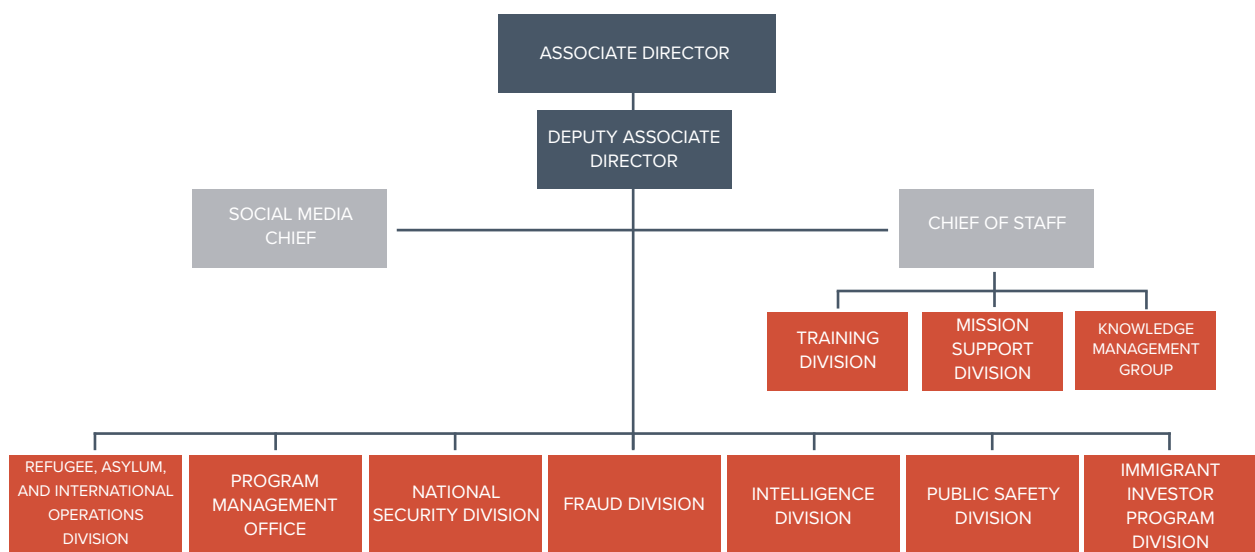 ASSOCIATE DIRECTOR
DEPUTY ASSOCIATE
DIRECTOR
SOCIAL MEDIA
CHIEF
CHIEF OF STAFF
TRAINING
DIVISION
MISSION
SUPPORT
DIVISION
KNOWLEDGE
MANAGEMENT
GROUP
REFUGEE, ASYLUM,
AND INTERNATIONAL
OPERATIONS
DIVISION
PROGRAM
MANAGEMENT
OFFICE
NATIONAL
SECURITY DIVISION
FRAUD DIVISION
INTELLIGENCE
DIVISION
PUBLIC SAFETY
DIVISION
IMMIGRANT
INVESTOR
PROGRAM
DIVISION